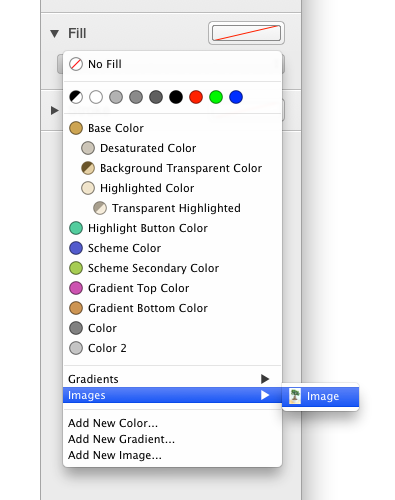 Fill
No Fill
Base Color
Desaturated Color
Background Transparent Color
Highlighted Color
Transparent Highlighted
Highlight Button Color
Scheme Color
Scheme Secondary Color
Gradient Top Color
Gradient Bottom Color
Color
Color 2
Gradients
Images
Image
Add New Color...
Add New Gradient...
Add New Image...